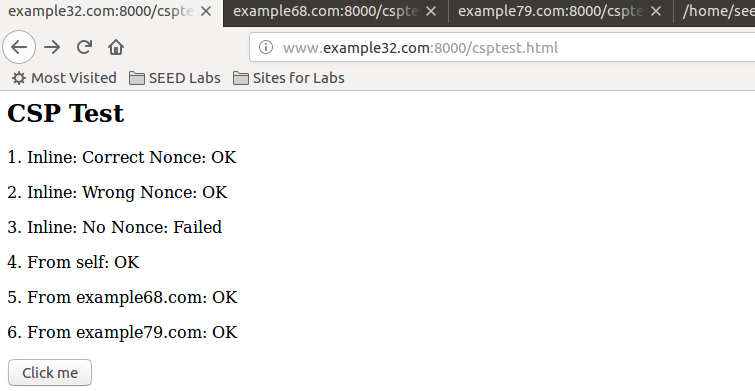 example32.com:8000/cspte example68.com:8000/cspte example79.com:8000/cspte /home/see
www.example32.com:8000/csptest.html
Most Visited SEED Labs Sites for Labs
CSP Test
1. Inline: Correct Nonce: OK
2. Inline: Wrong Nonce: OK
3. Inline: No Nonce: Failed
4. From self: OK
5. From example68.com: OK
6. From example79.com: OK
Click me